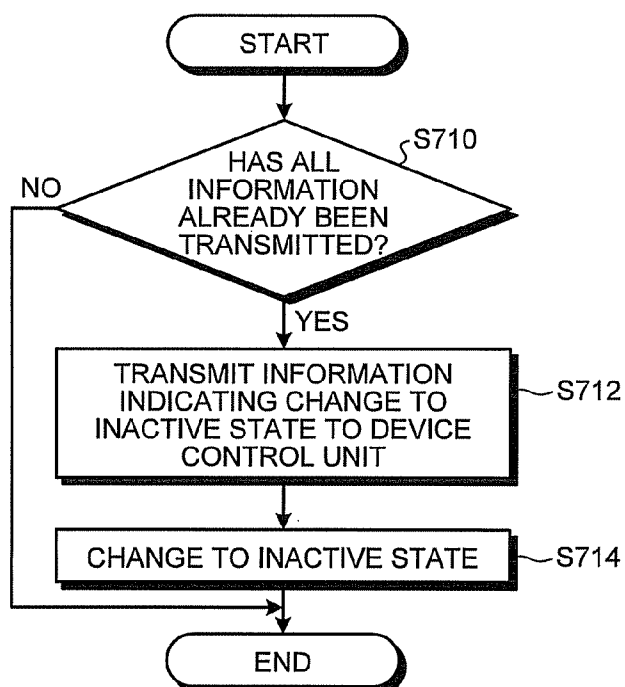 START
S710
HAS ALL
INFORMATION
ALREADY BEEN
TRANSMITTED?
NO
YES
TRANSMIT INFORMATION
INDICATING CHANGE TO
INACTIVE STATE TO DEVICE
CONTROL UNIT
S712
CHANGE TO INACTIVE STATE
S714
END